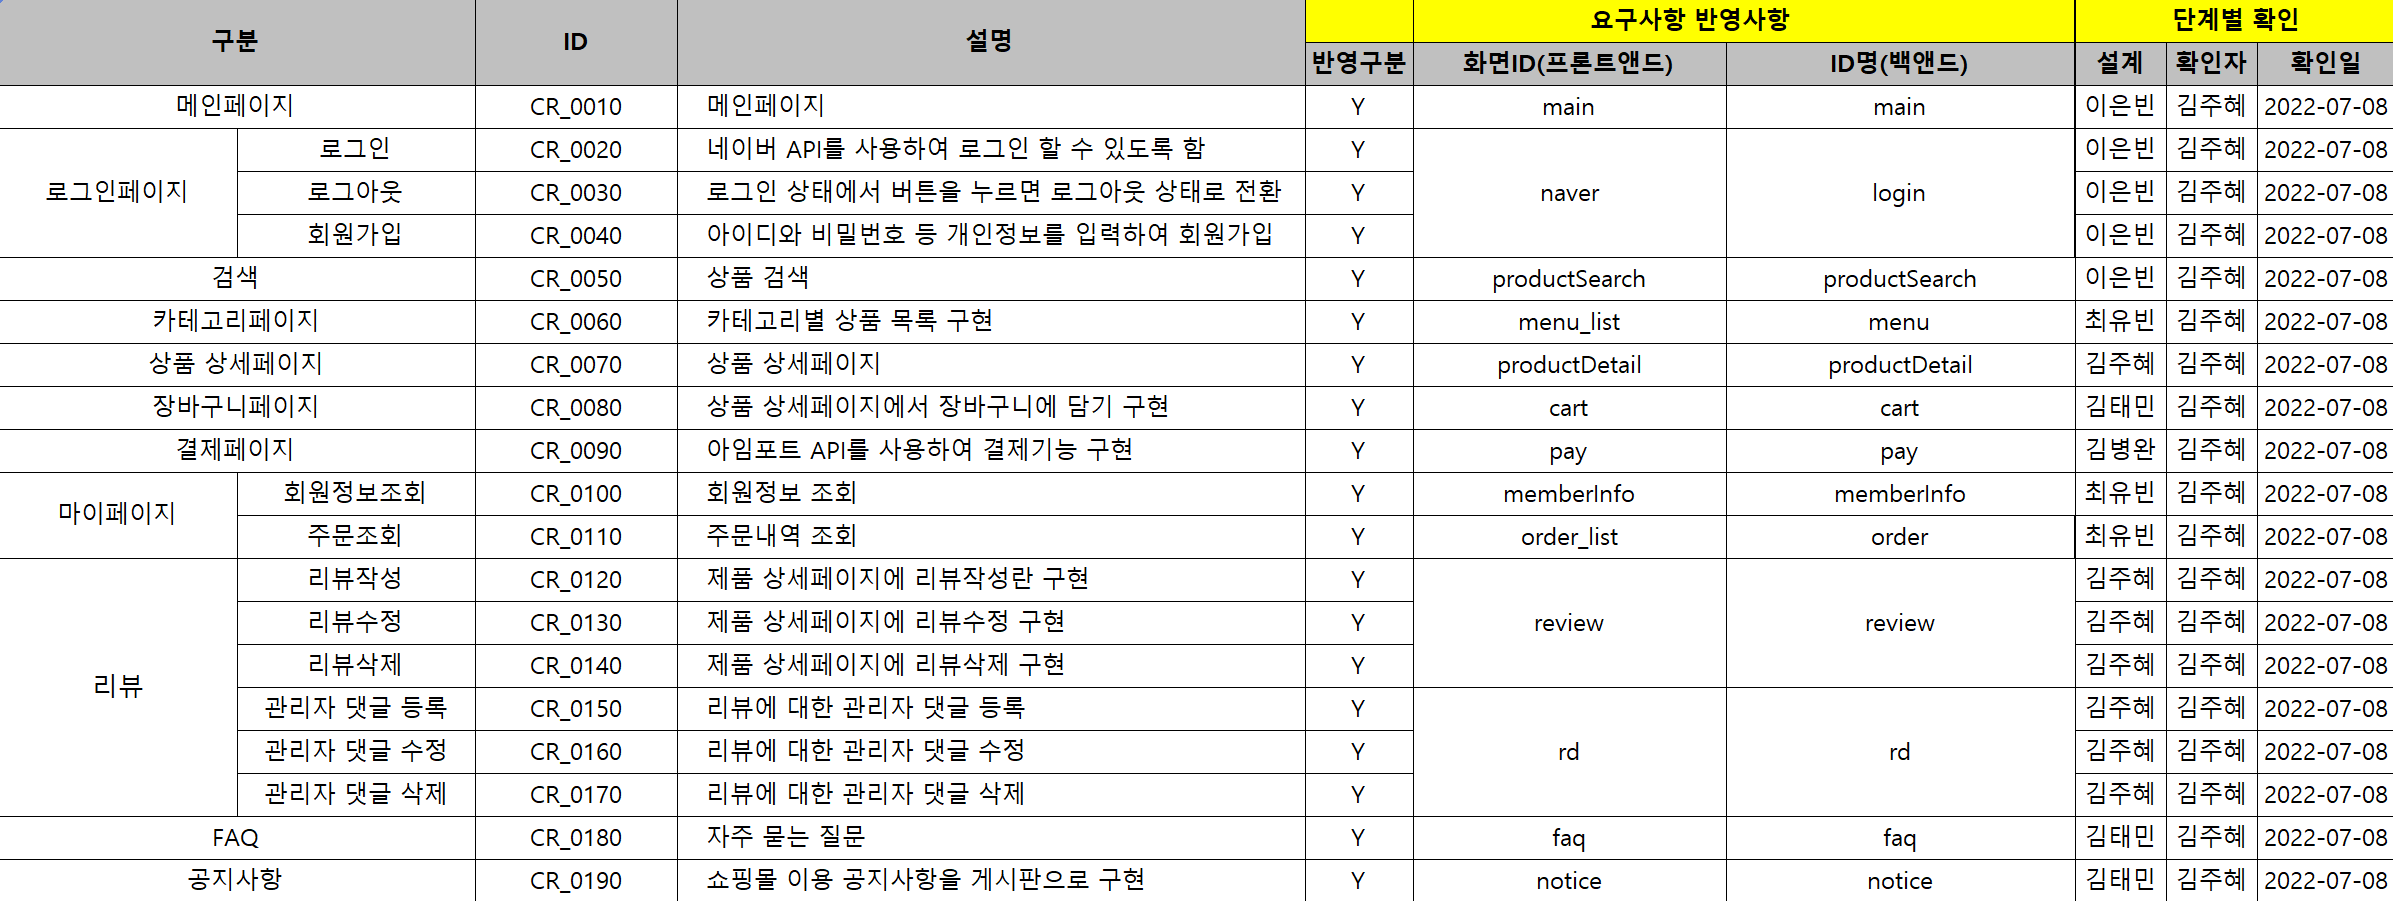 구분 ID 설명 요구사항 반영사항 단계별 확인
반영구분 화면ID(프론트앤드) ID명(백앤드) 설계 확인자 확인일
메인페이지 CR_0010 메인페이지 Y main main 이은빈 김주혜 2022-07-08
로그인페이지 로그인 CR_0020 네이버 API를 사용하여 로그인 할 수 있도록 함 Y naver login 이은빈 김주혜 2022-07-08
로그아웃 CR_0030 로그인 상태에서 버튼을 누르면 로그아웃 상태로 전환 Y 이은빈 김주혜 2022-07-08
회원가입 CR_0040 아이디와 비밀번호 등 개인정보를 입력하여 회원가입 Y 이은빈 김주혜 2022-07-08
검색 CR_0050 상품 검색 Y productSearch productSearch 이은빈 김주혜 2022-07-08
카테고리페이지 CR_0060 카테고리별 상품 목록 구현 Y menu_list menu 최유빈 김주혜 2022-07-08
상품 상세페이지 CR_0070 상품 상세페이지 Y productDetail productDetail 김주혜 김주혜 2022-07-08
장바구니페이지 CR_0080 상품 상세페이지에서 장바구니에 담기 구현 Y cart cart 김태민 김주혜 2022-07-08
결제페이지 CR_0090 아임포트 API를 사용하여 결제기능 구현 Y pay pay 김병완 김주혜 2022-07-08
마이페이지 회원정보조회 CR_0100 회원정보 조회 Y memberInfo memberInfo 최유빈 김주혜 2022-07-08
주문조회 CR_0110 주문내역 조회 Y order_list order 최유빈 김주혜 2022-07-08
리뷰 리뷰작성 CR_0120 제품 상세페이지에 리뷰작성란 구현 Y review review 김주혜 김주혜 2022-07-08
리뷰수정 CR_0130 제품 상세페이지에 리뷰수정 구현 Y 김주혜 김주혜 2022-07-08
리뷰삭제 CR_0140 제품 상세페이지에 리뷰삭제 구현 Y 김주혜 김주혜 2022-07-08
관리자 댓글 등록 CR_0150 리뷰에 대한 관리자 댓글 등록 Y rd rd 김주혜 김주혜 2022-07-08
관리자 댓글 수정 CR_0160 리뷰에 대한 관리자 댓글 수정 Y 김주혜 김주혜 2022-07-08
관리자 댓글 삭제 CR_0170 리뷰에 대한 관리자 댓글 삭제 Y 김주혜 김주혜 2022-07-08
FAQ CR_0180 자주 묻는 질문 Y faq faq 김태민 김주혜 2022-07-08
공지사항 CR_0190 쇼핑몰 이용 공지사항을 게시판으로 구현 Y notice notice 김태민 김주혜 2022-07-08